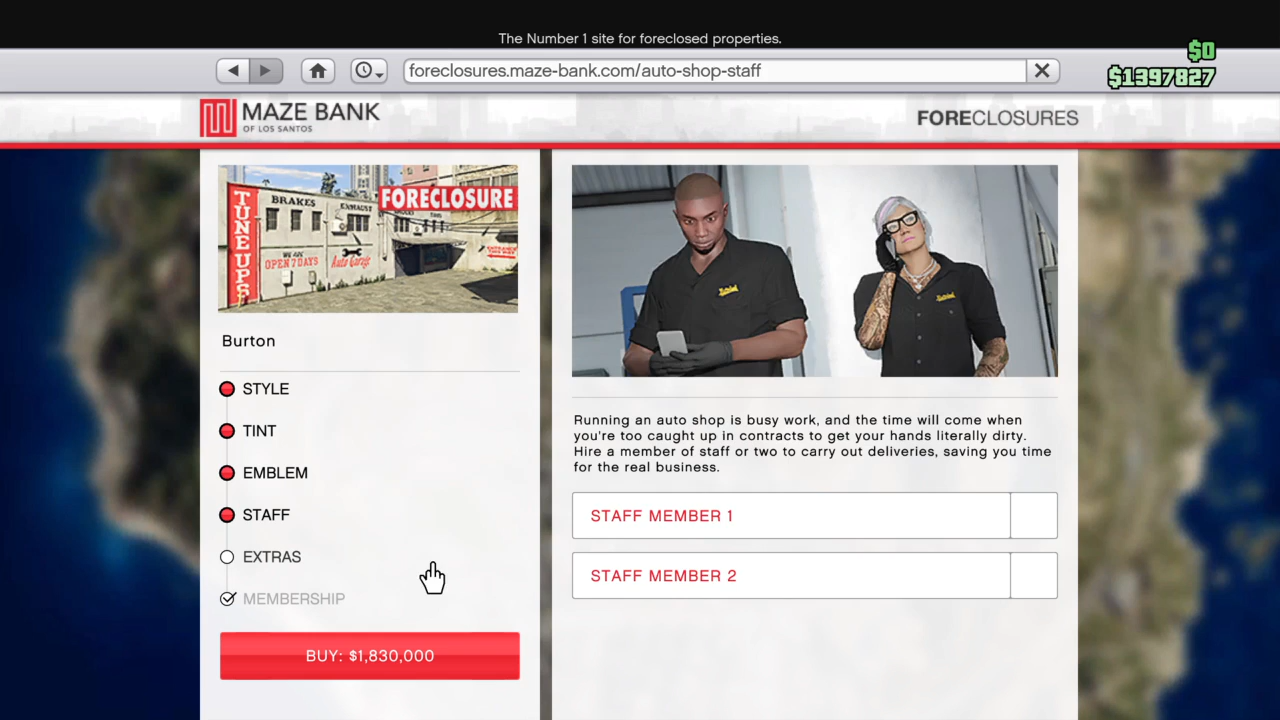 The Number 1 site for foreclosed properties.
foreclosures.maze-bank.com/auto-shop-staff
$0
$1397827
MAZE BANK
OF LOS SANTOS
FORECLOSURES
TUNE UPS
BRAKES
EXHAUST
FORECLOSURE
WE ARE
OPEN 7 DAYS
Auto Garage
Burton
STYLE
TINT
EMBLEM
STAFF
EXTRAS
MEMBERSHIP
BUY: $1,830,000
Running an auto shop is busy work, and the time will come when
you're too caught up in contracts to get your hands literally dirty.
Hire a member of staff or two to carry out deliveries, saving you time
for the real business.
STAFF MEMBER 1
STAFF MEMBER 2